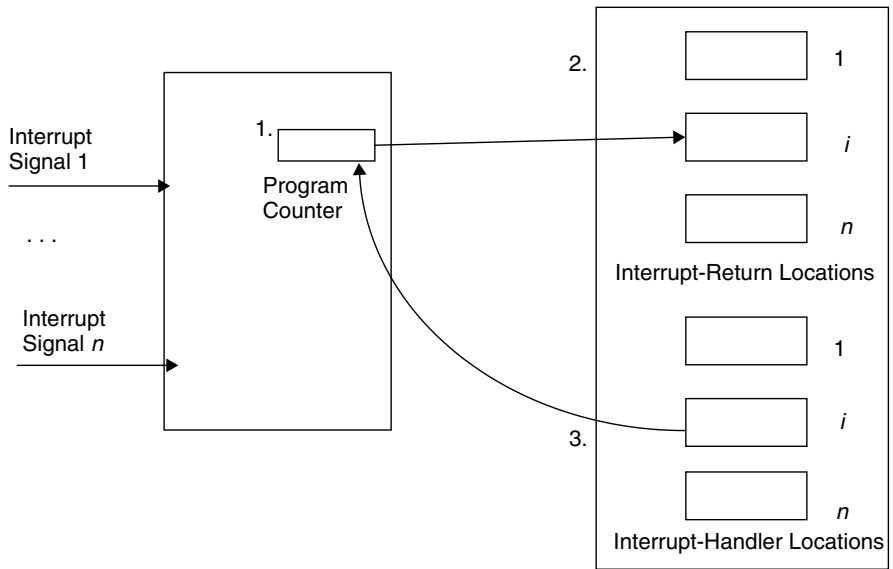 Interrupt
Signal 1
. . .
Interrupt
Signal n
1.
Program
Counter
2.
1
i
n
Interrupt-Return Locations
1
3.
i
n
Interrupt-Handler Locations